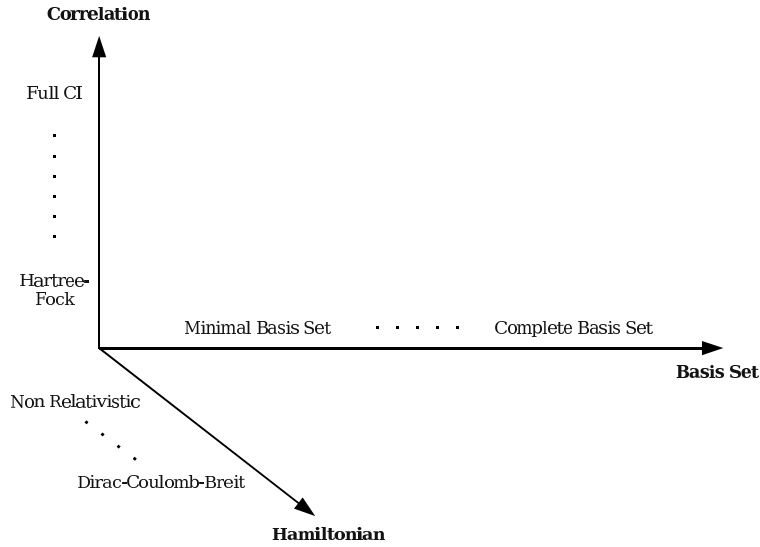 Correlation
Full CI
Hartree-
Fock
Minimal Basis Set
Complete Basis Set
Basis Set
Non Relativistic
Dirac-Coulomb-Breit
Hamiltonian